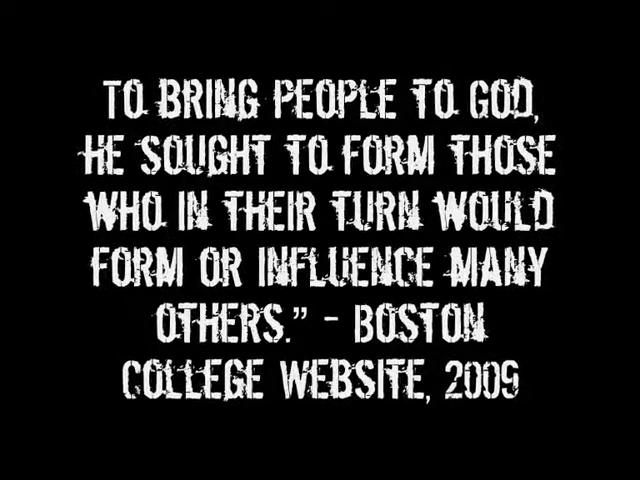 TO BRING PEOPLE TO GOD,
HE SOUGHT TO FORM THOSE
WHO IN THEIR TURN WOULD
FORM OR INFLUENCE MANY
OTHERS.” - BOSTON
COLLEGE WEBSITE, 2009